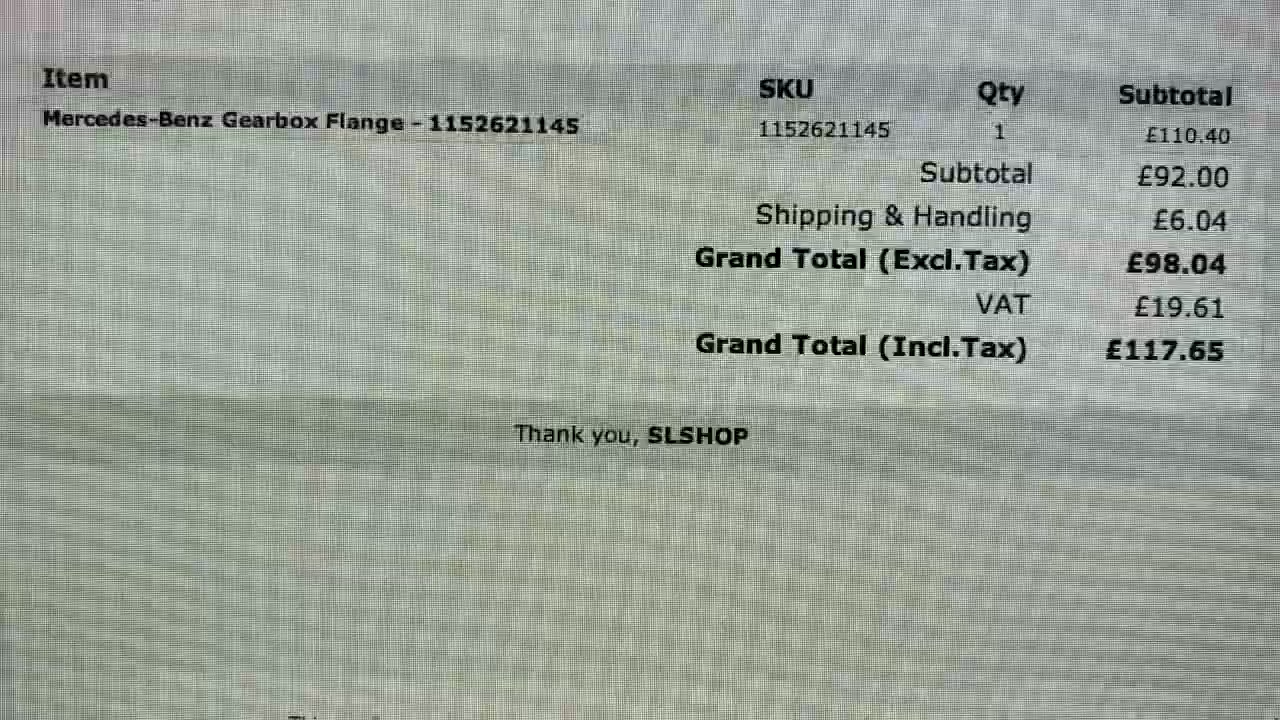 Item SKU Qty Subtotal
Mercedes-Benz Gearbox Flange - 1152621145 1152621145 1 £110.40
Subtotal £92.00
Shipping & Handling £6.04
Grand Total (Excl.Tax) £98.04
VAT £19.61
Grand Total (Incl.Tax) £117.65
Thank you, SLSHOP